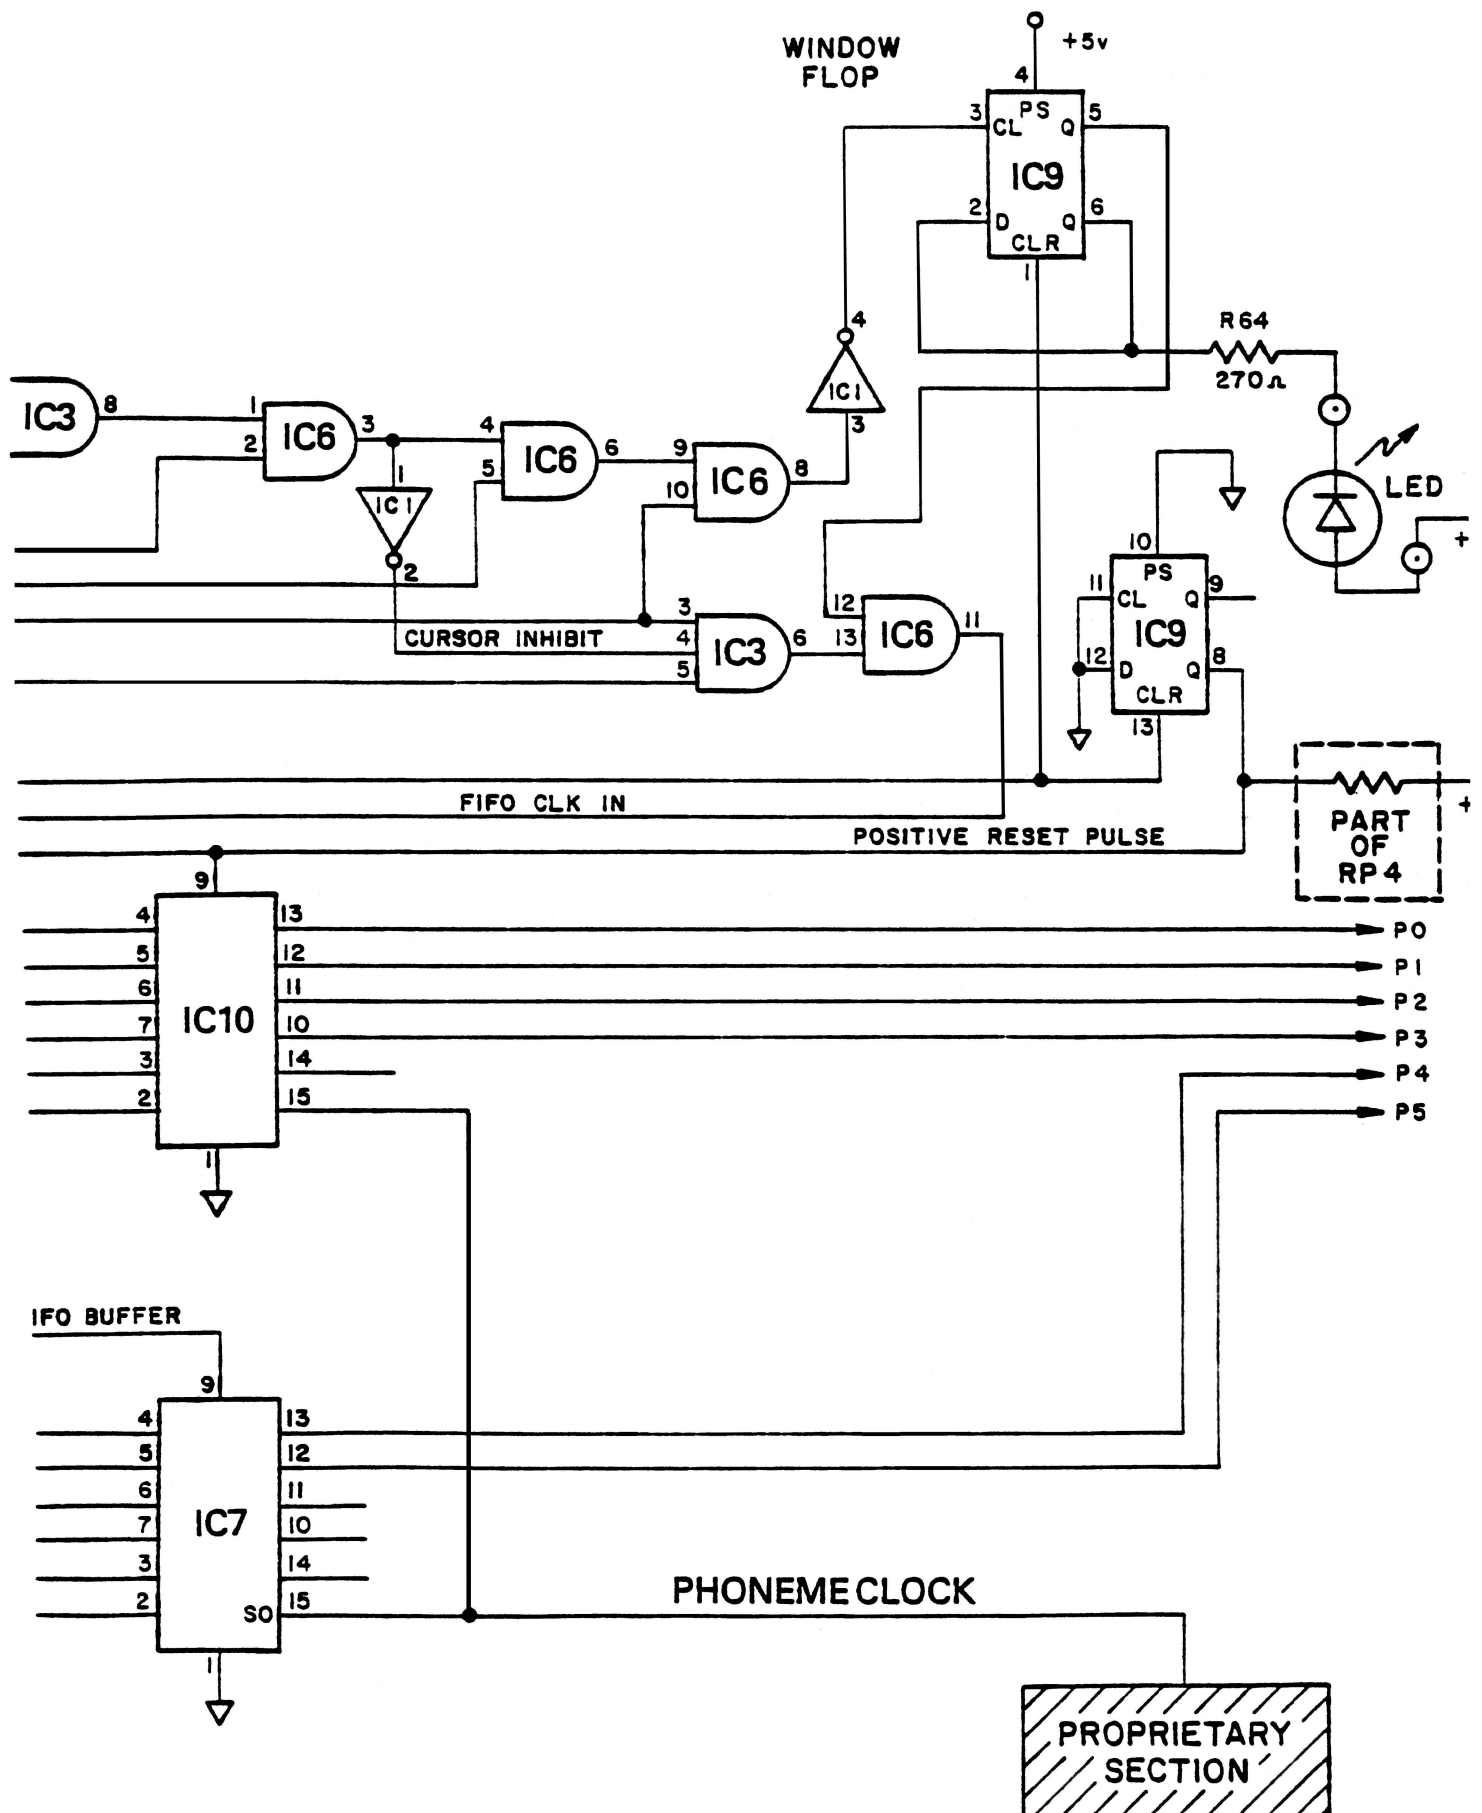 WINDOW
FLOP
+5v
4
3
PS
5
CL
Q
IC9
2
D
Q
6
CLR
1
R64
270Ω
4
IC1
3
IC3
8
1
2
IC6
3
4
5
IC6
6
9
10
IC6
8
1
IC1
2
LED
+
10
PS
11
CL
Q
9
IC9
12
D
Q
8
CLR
13
CURSOR INHIBIT
3
4
5
IC3
6
12
13
IC6
11
FIFO CLK IN
POSITIVE RESET PULSE
+
PART
OF
RP4
9
4
5
6
7
3
2
IC10
13
12
11
10
14
15
1
P0
P1
P2
P3
P4
P5
IFO BUFFER
9
4
5
6
7
3
2
IC7
SO
13
12
11
10
14
15
1
PHONEME CLOCK
PROPRIETARY
SECTION